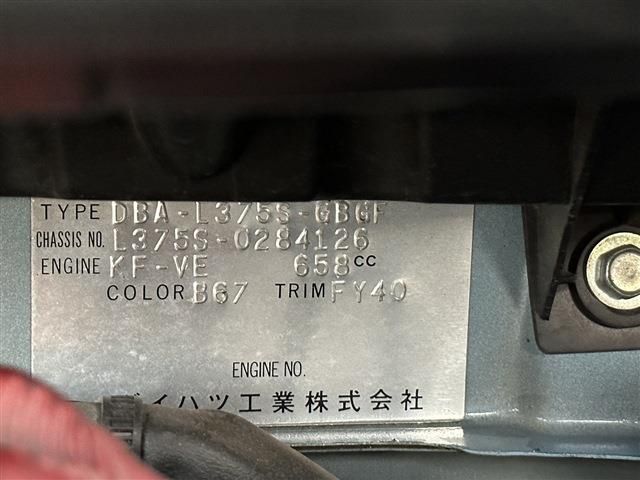 TYPE DBA-L375S-GBGF
CHASSIS NO. L375S-0284126
ENGINE KF-VE 658CC
COLOR B67 TRIM FY40
ENGINE NO.
ダイハツ工業株式会社